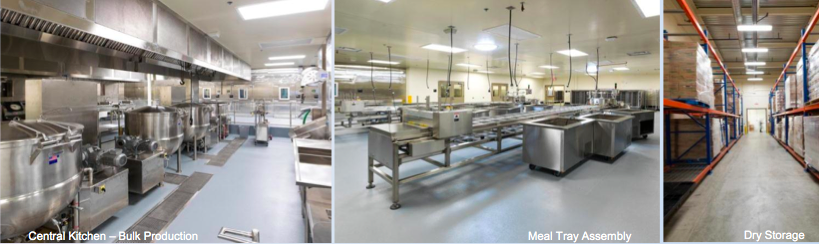 Central Kitchen – Bulk Production
Meal Tray Assembly
Dry Storage